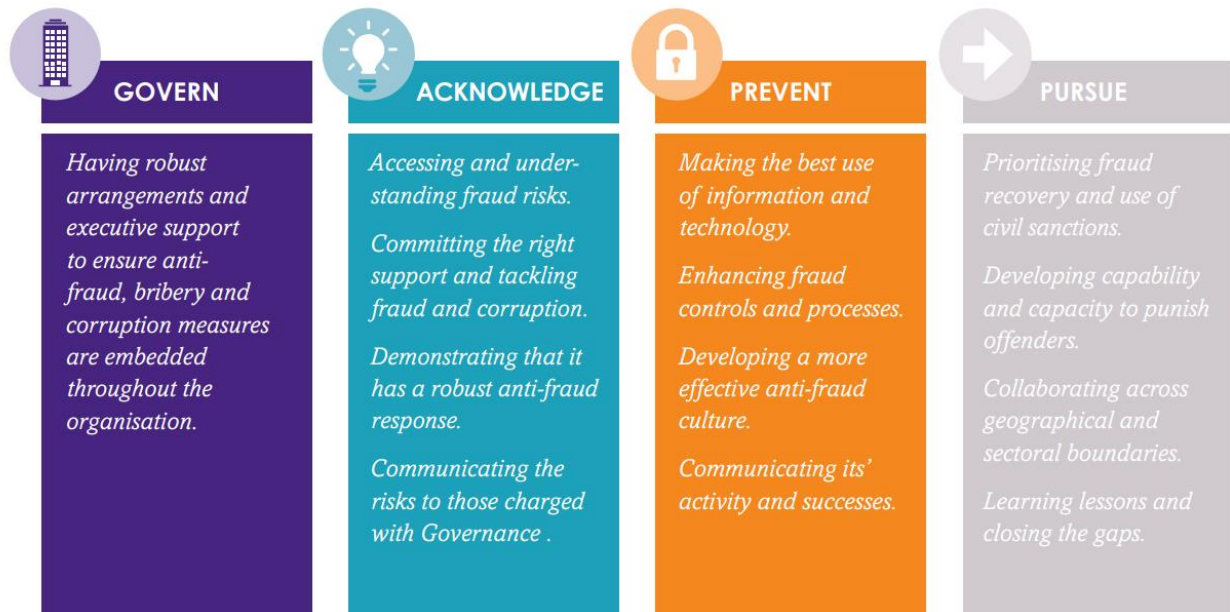 GOVERN
Having robust
arrangements and
executive support
to ensure anti-
fraud, bribery and
corruption measures
are embedded
throughout the
organisation.
ACKNOWLEDGE
Accessing and under-
standing fraud risks.
Committing the right
support and tackling
fraud and corruption.
Demonstrating that it
has a robust anti-fraud
response.
Communicating the
risks to those charged
with Governance .
PREVENT
Making the best use
of information and
technology.
Enhancing fraud
controls and processes.
Developing a more
effective anti-fraud
culture.
Communicating its’
activity and successes.
PURSUE
Prioritising fraud
recovery and use of
civil sanctions.
Developing capability
and capacity to punish
offenders.
Collaborating across
geographical and
sectoral boundaries.
Learning lessons and
closing the gaps.